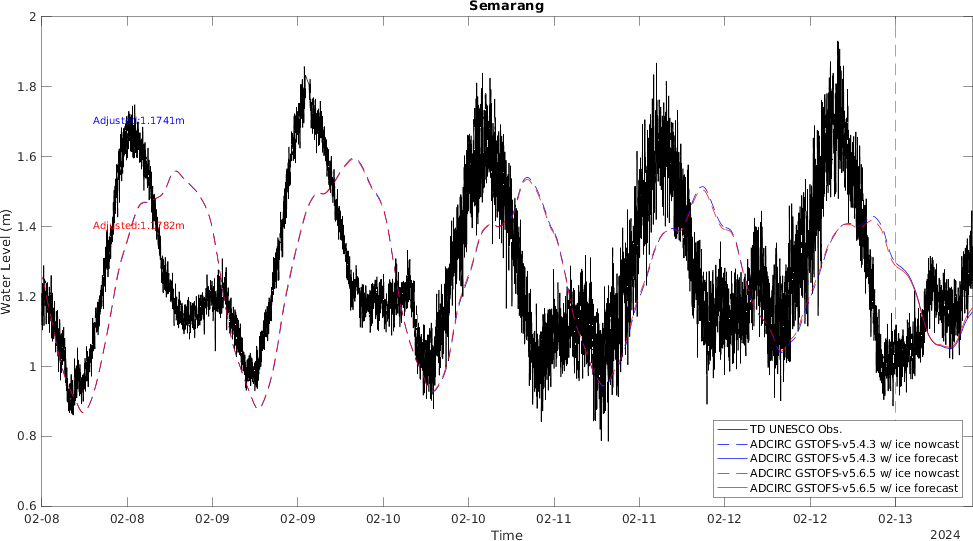 Semarang
2
1.8
1.6
1.4
1.2
1
0.8
0.6
Water Level (m)
Adjusted:1.1741m
Adjusted:1.1782m
TD UNESCO Obs.
ADCIRC GSTOFS-v5.4.3 w/ ice nowcast
ADCIRC GSTOFS-v5.4.3 w/ ice forecast
ADCIRC GSTOFS-v5.6.5 w/ ice nowcast
ADCIRC GSTOFS-v5.6.5 w/ ice forecast
02-08 02-08 02-09 02-09 02-10 02-10 02-11 02-11 02-12 02-12 02-13
Time
2024